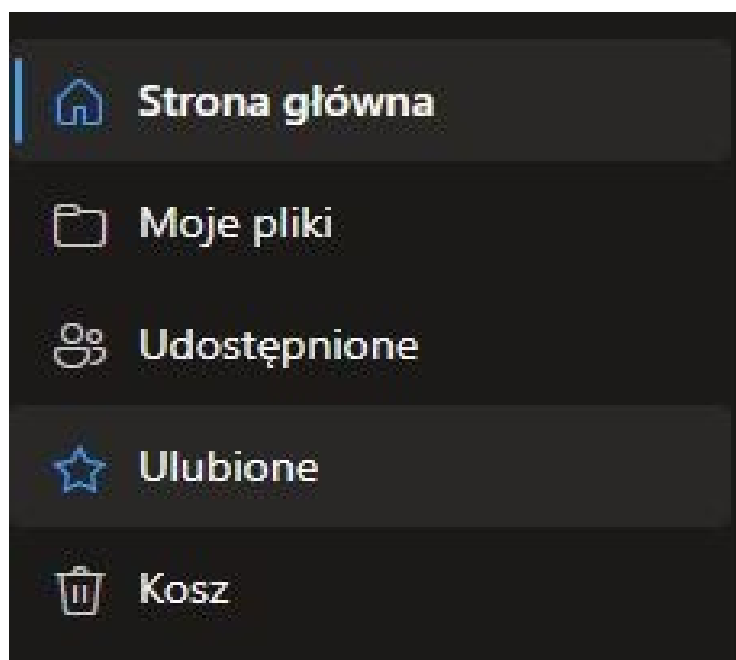 Strona główna
Moje pliki
Udostępnione
Ulubione
Kosz